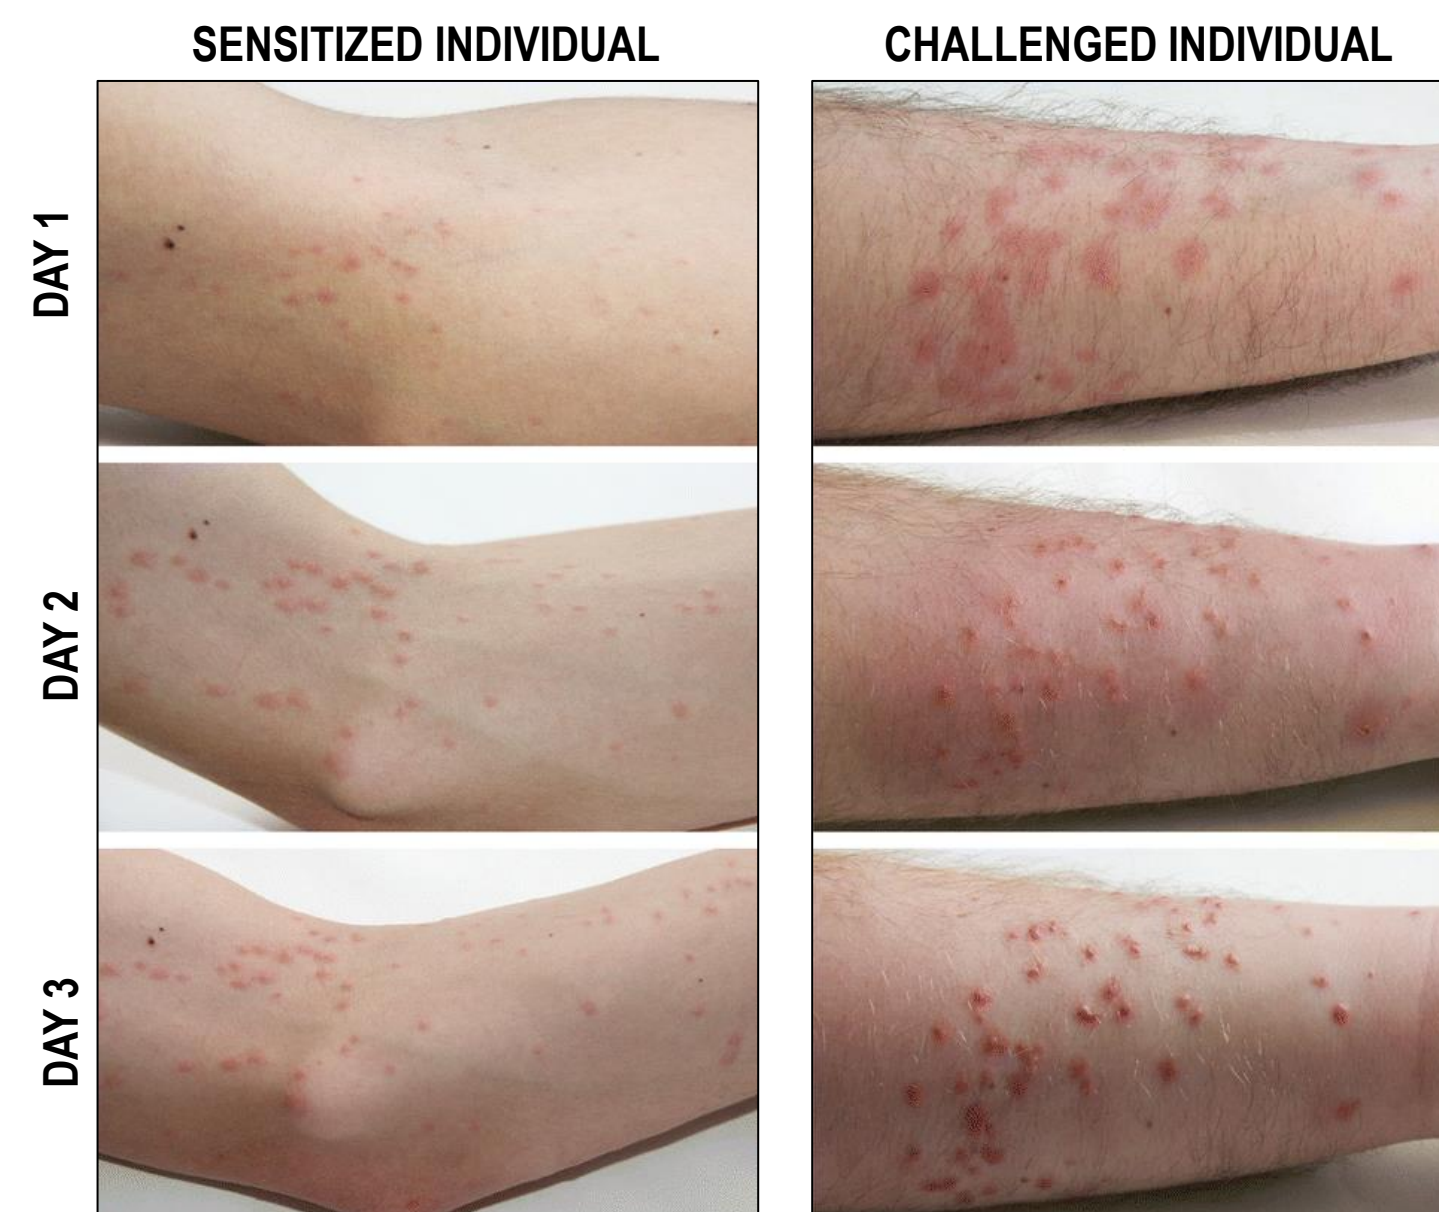 SENSITIZED INDIVIDUAL
CHALLENGED INDIVIDUAL
DAY 1
DAY 2
DAY 3